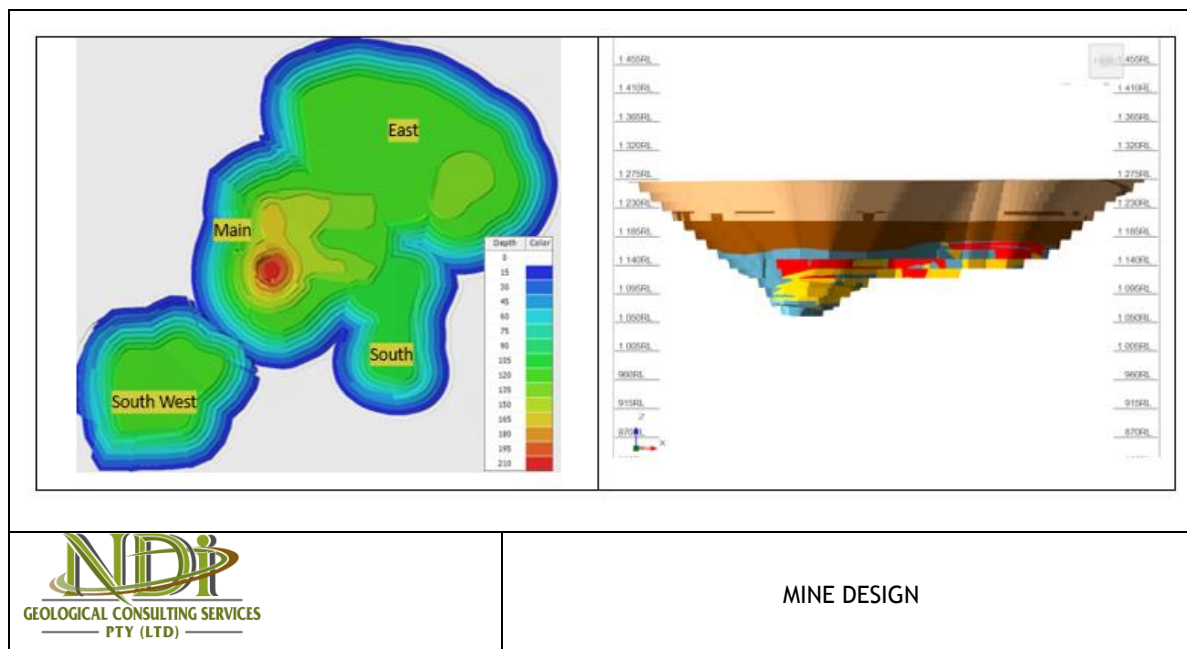 East
Main
South
South West
Depth Color
0
15
30
45
60
75
90
105
120
135
150
165
180
195
210
1 455RL 1 455RL
1 410RL 1 410RL
1 365RL 1 365RL
1 320RL 1 320RL
1 275RL 1 275RL
1 230RL 1 230RL
1 185RL 1 185RL
1 140RL 1 140RL
1 095RL 1 095RL
1 050RL 1 050RL
1 005RL 1 005RL
960RL 960RL
915RL 915RL
870RL 870RL
Z
X
NDi
GEOLOGICAL CONSULTING SERVICES
PTY (LTD)
MINE DESIGN